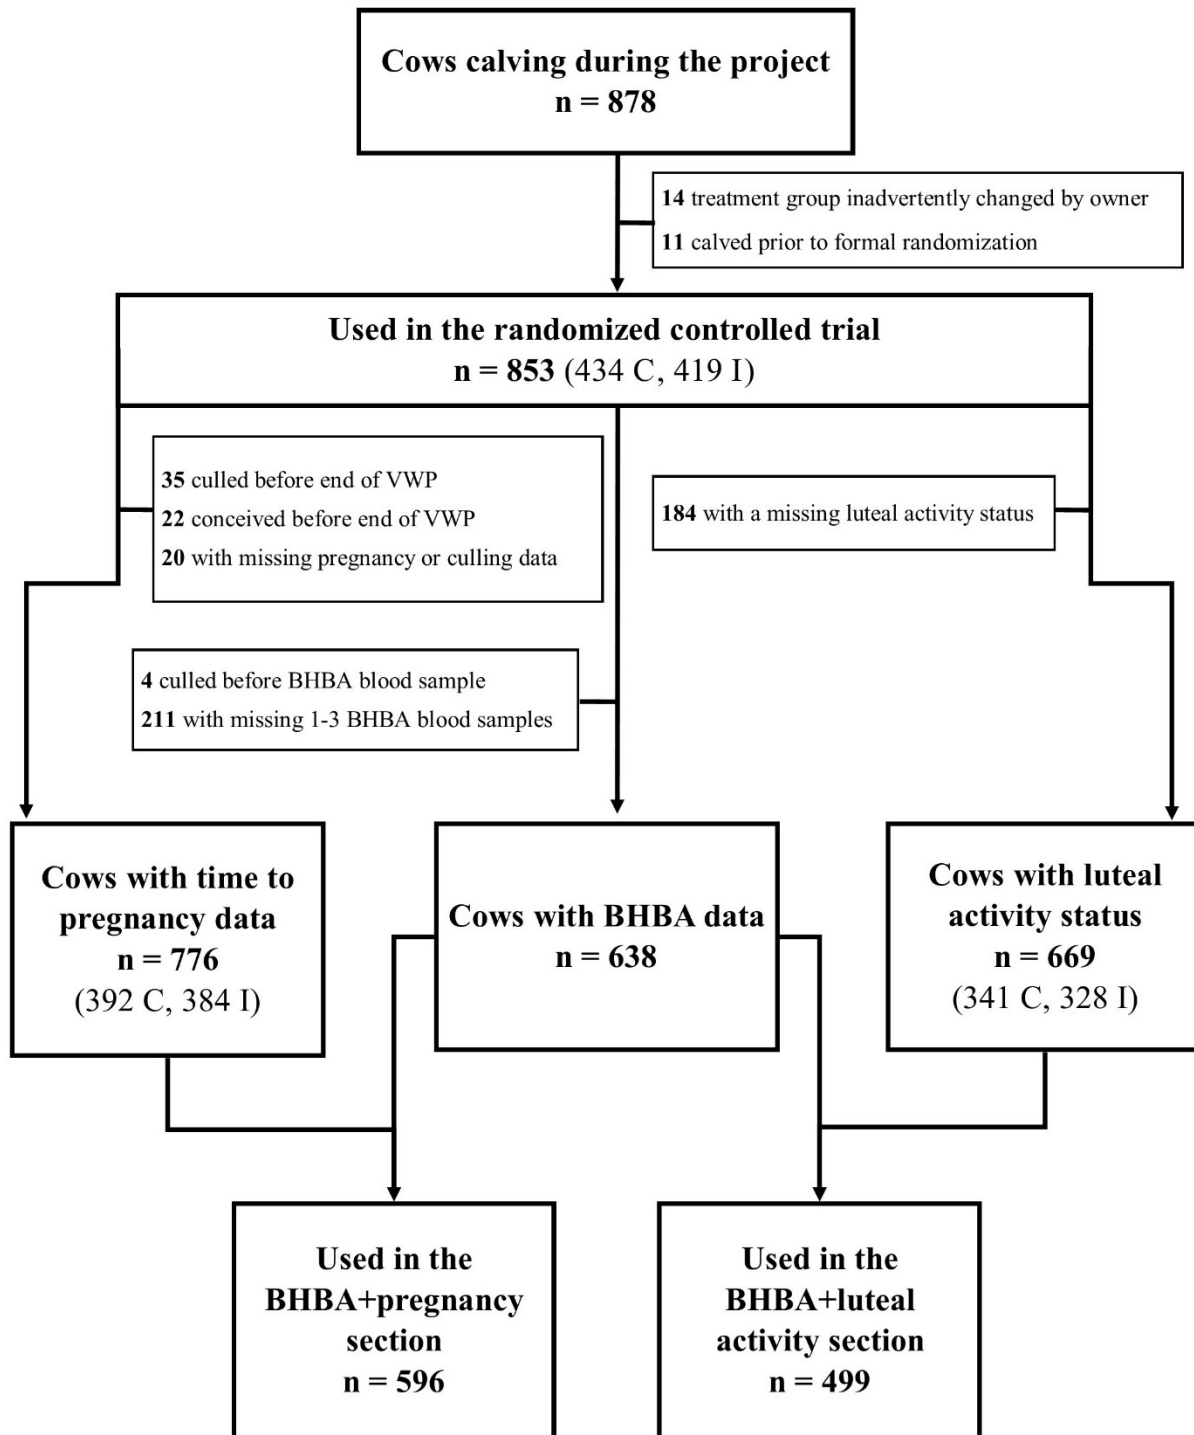 Cows calving during the project
n = 878
14 treatment group inadvertently changed by owner
11 calved prior to formal randomization
Used in the randomized controlled trial
n = 853 (434 C, 419 I)
35 culled before end of VWP
22 conceived before end of VWP
20 with missing pregnancy or culling data
184 with a missing luteal activity status
4 culled before BHBA blood sample
211 with missing 1-3 BHBA blood samples
Cows with time to
pregnancy data
n = 776
(392 C, 384 I)
Cows with BHBA data
n = 638
Cows with luteal
activity status
n = 669
(341 C, 328 I)
Used in the
BHBA+pregnancy
section
n = 596
Used in the
BHBA+luteal
activity section
n = 499